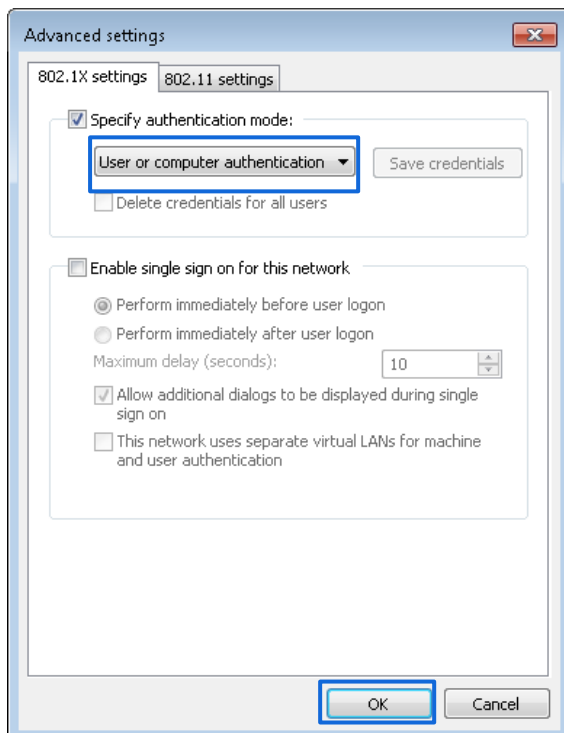 Advanced settings
802.1X settings 802.11 settings
Specify authentication mode:
User or computer authentication Save credentials
Delete credentials for all users
Enable single sign on for this network
Perform immediately before user logon
Perform immediately after user logon
Maximum delay (seconds): 10
Allow additional dialogs to be displayed during single
sign on
This network uses separate virtual LANs for machine
and user authentication
OK Cancel